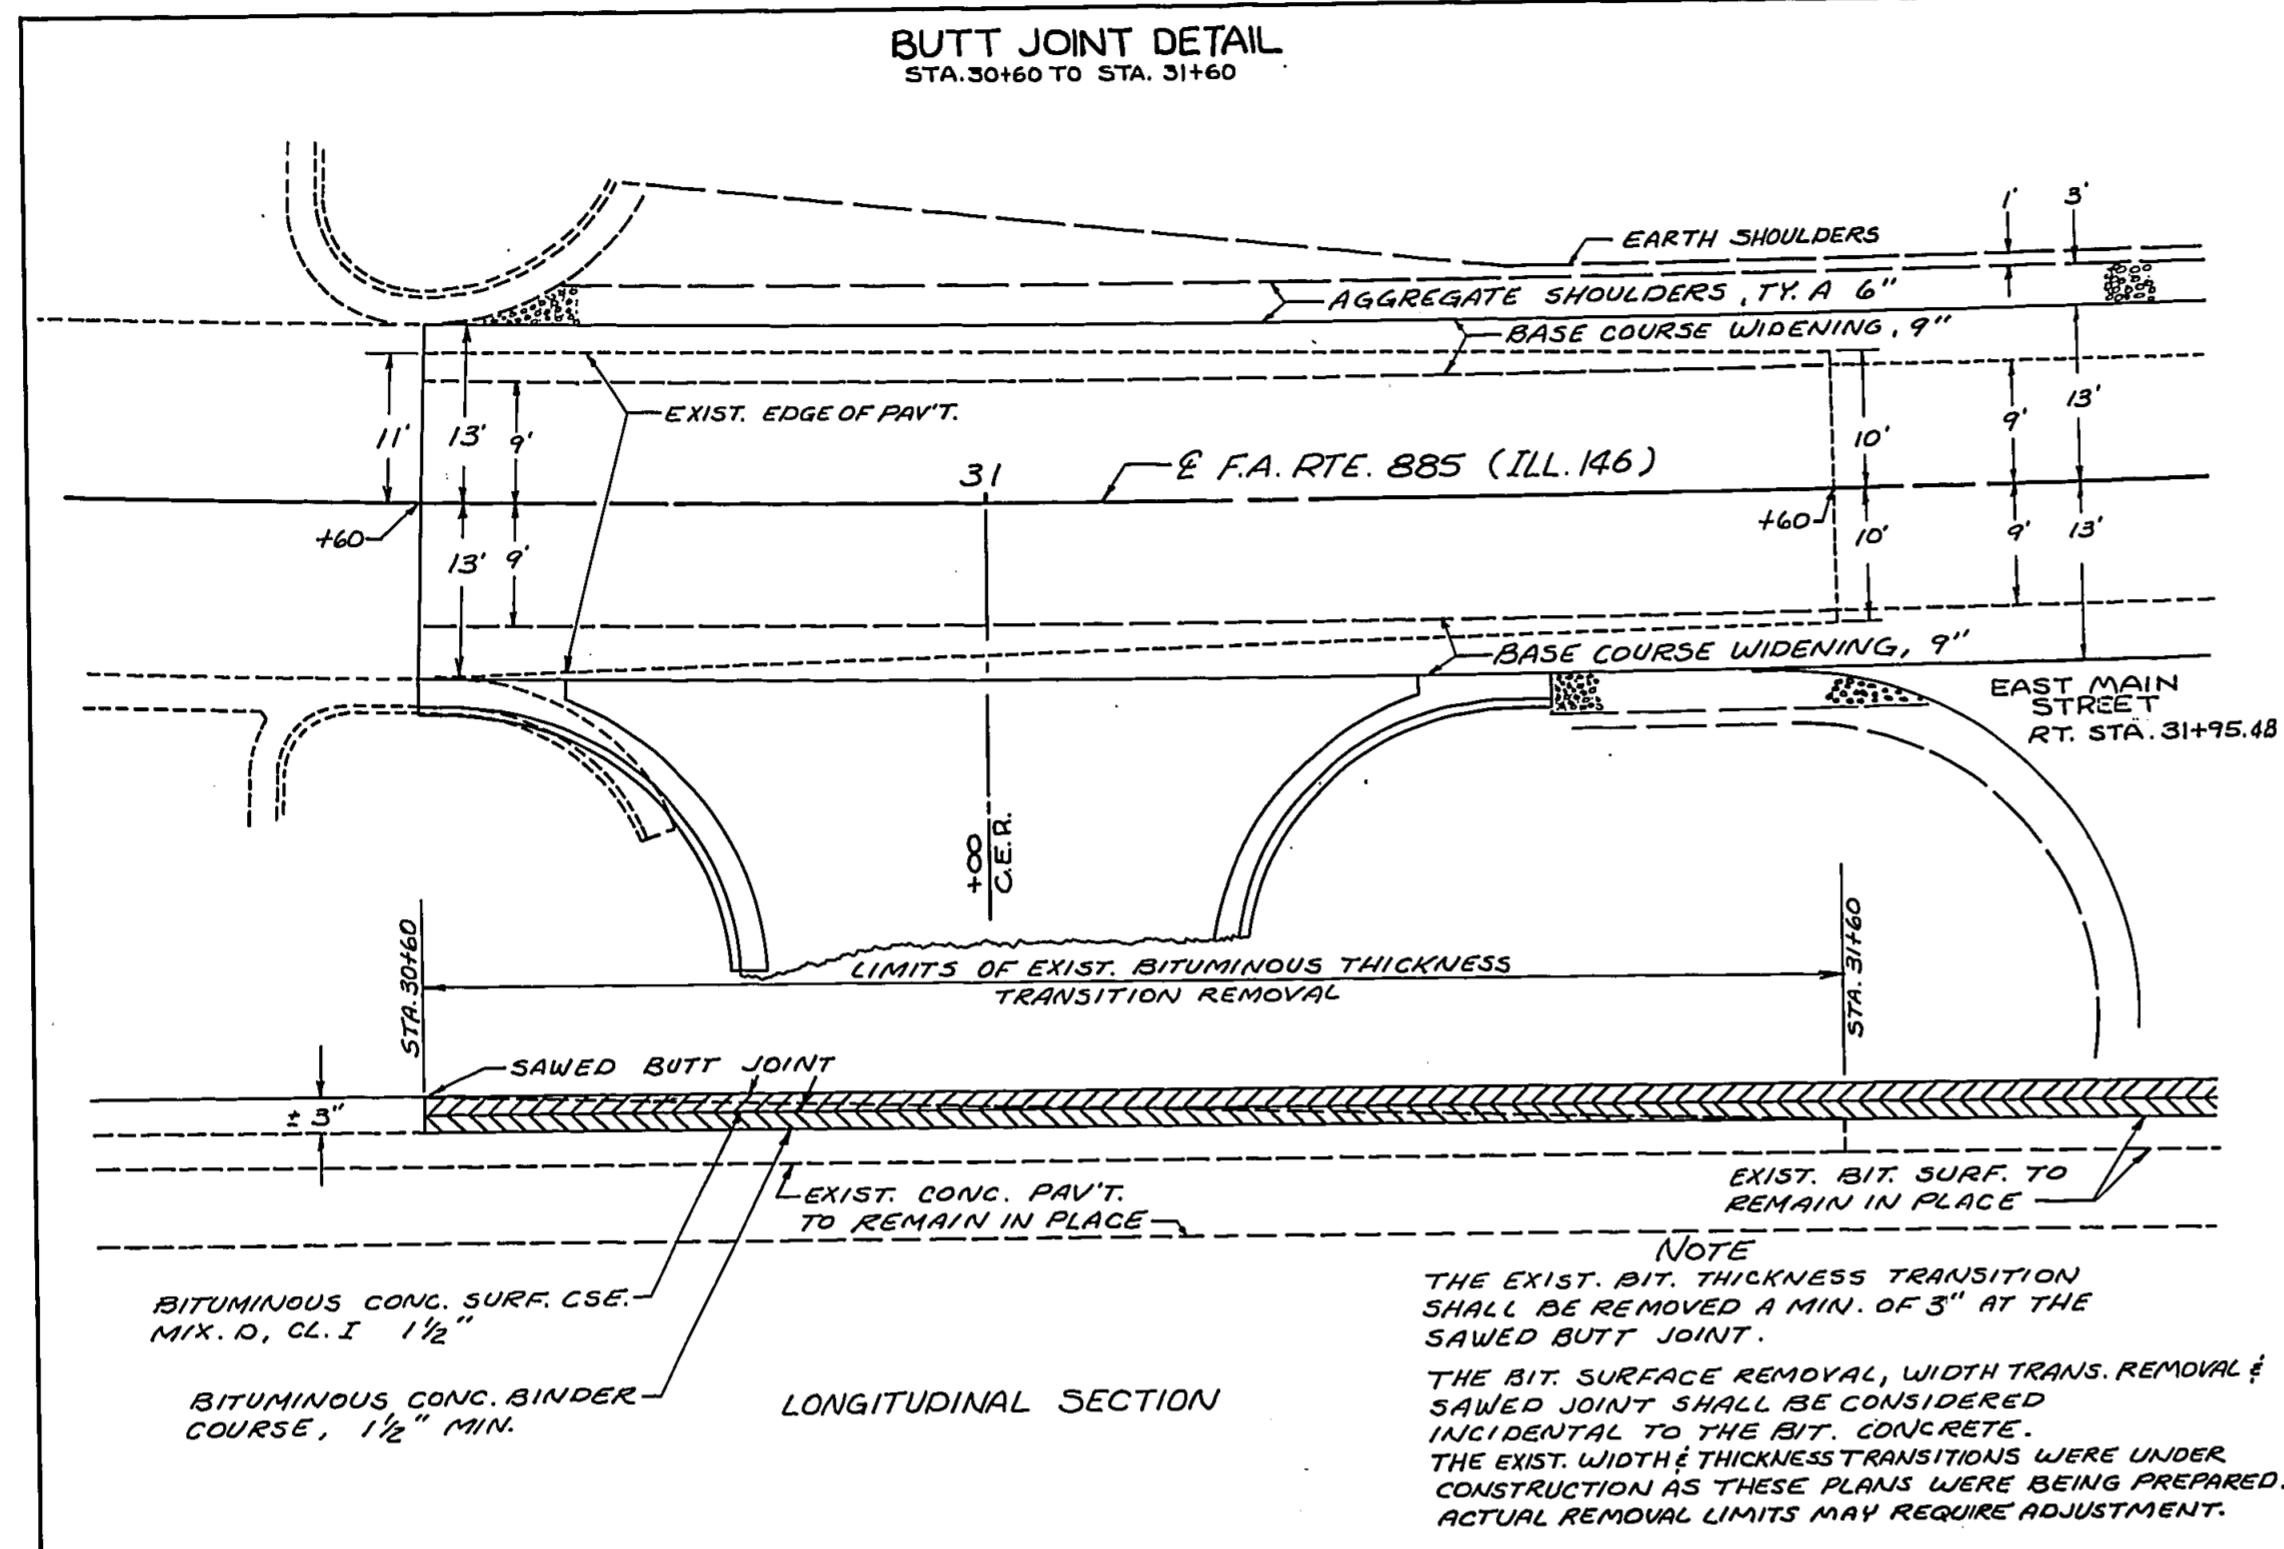 BUTT JOINT DETAIL
STA. 30+60 TO STA. 31+60
1' 3'
EARTH SHOULDERS
AGGREGATE SHOULDERS, TY. A 6"
BASE COURSE WIDENING, 9"
EXIST. EDGE OF PAV'T.
11' 13' 9'
10' 9' 13'
31
℄ F.A. RTE. 885 (ILL. 146)
+60
+60
13' 9'
10' 9' 13'
BASE COURSE WIDENING, 9"
EAST MAIN
STREET
RT. STA. 31+95.48
+00
C.E.R.
STA. 30+60
STA. 31+60
LIMITS OF EXIST. BITUMINOUS THICKNESS
TRANSITION REMOVAL
SAWED BUTT JOINT
± 3"
EXIST. CONC. PAV'T.
TO REMAIN IN PLACE
EXIST. BIT. SURF. TO
REMAIN IN PLACE
BITUMINOUS CONC. SURF. CSE.
MIX. D, CL. I 1½"
BITUMINOUS CONC. BINDER
COURSE, 1½" MIN.
LONGITUDINAL SECTION
NOTE
THE EXIST. BIT. THICKNESS TRANSITION
SHALL BE REMOVED A MIN. OF 3" AT THE
SAWED BUTT JOINT.
THE BIT. SURFACE REMOVAL, WIDTH TRANS. REMOVAL &
SAWED JOINT SHALL BE CONSIDERED
INCIDENTAL TO THE BIT. CONCRETE.
THE EXIST. WIDTH & THICKNESS TRANSITIONS WERE UNDER
CONSTRUCTION AS THESE PLANS WERE BEING PREPARED.
ACTUAL REMOVAL LIMITS MAY REQUIRE ADJUSTMENT.